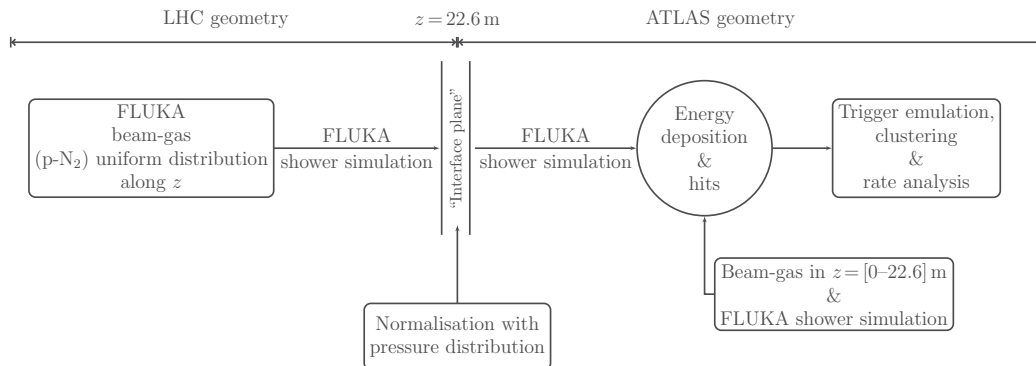 LHC geometry
z = 22.6 m
ATLAS geometry
FLUKA
beam-gas
(p-N₂) uniform distribution
along z
FLUKA
shower simulation
“Interface plane”
FLUKA
shower simulation
Energy
deposition
&
hits
Trigger emulation,
clustering
&
rate analysis
Normalisation with
pressure distribution
Beam-gas in z = [0–22.6] m
&
FLUKA shower simulation